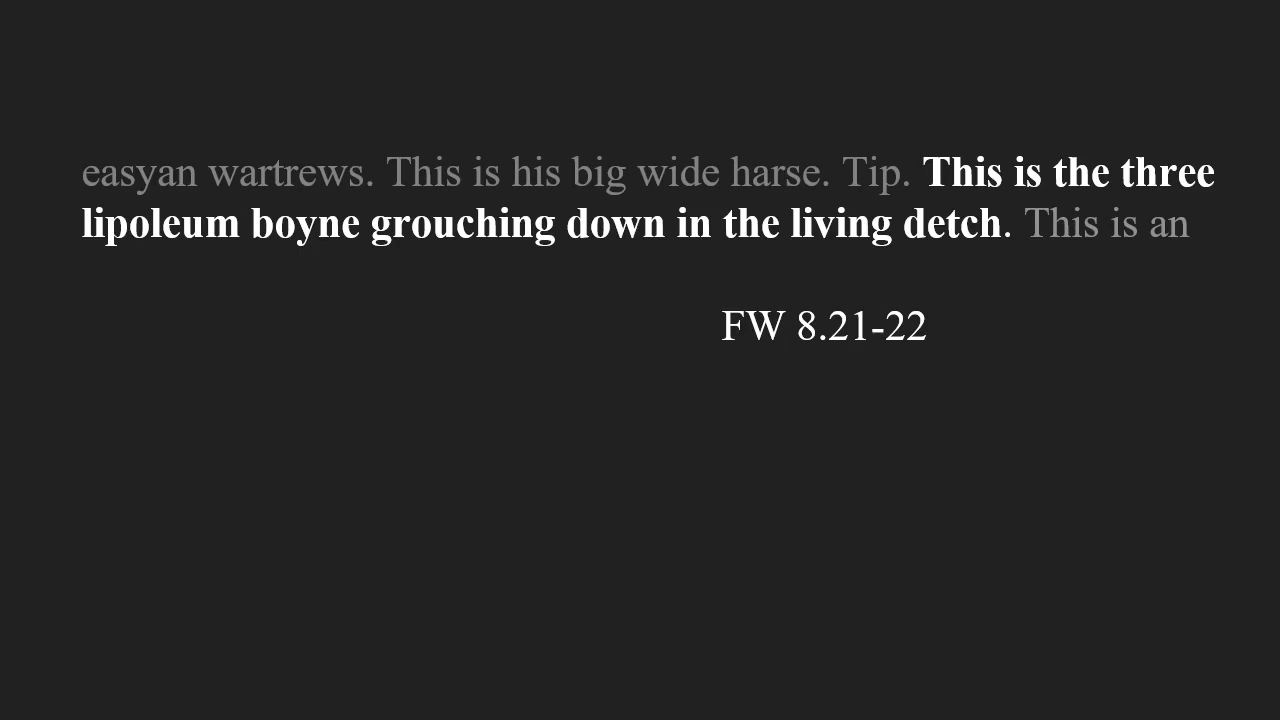 easyan wartrews. This is his big wide harse. Tip. This is the three
lipoleum boyne grouching down in the living detch. This is an
FW 8.21-22